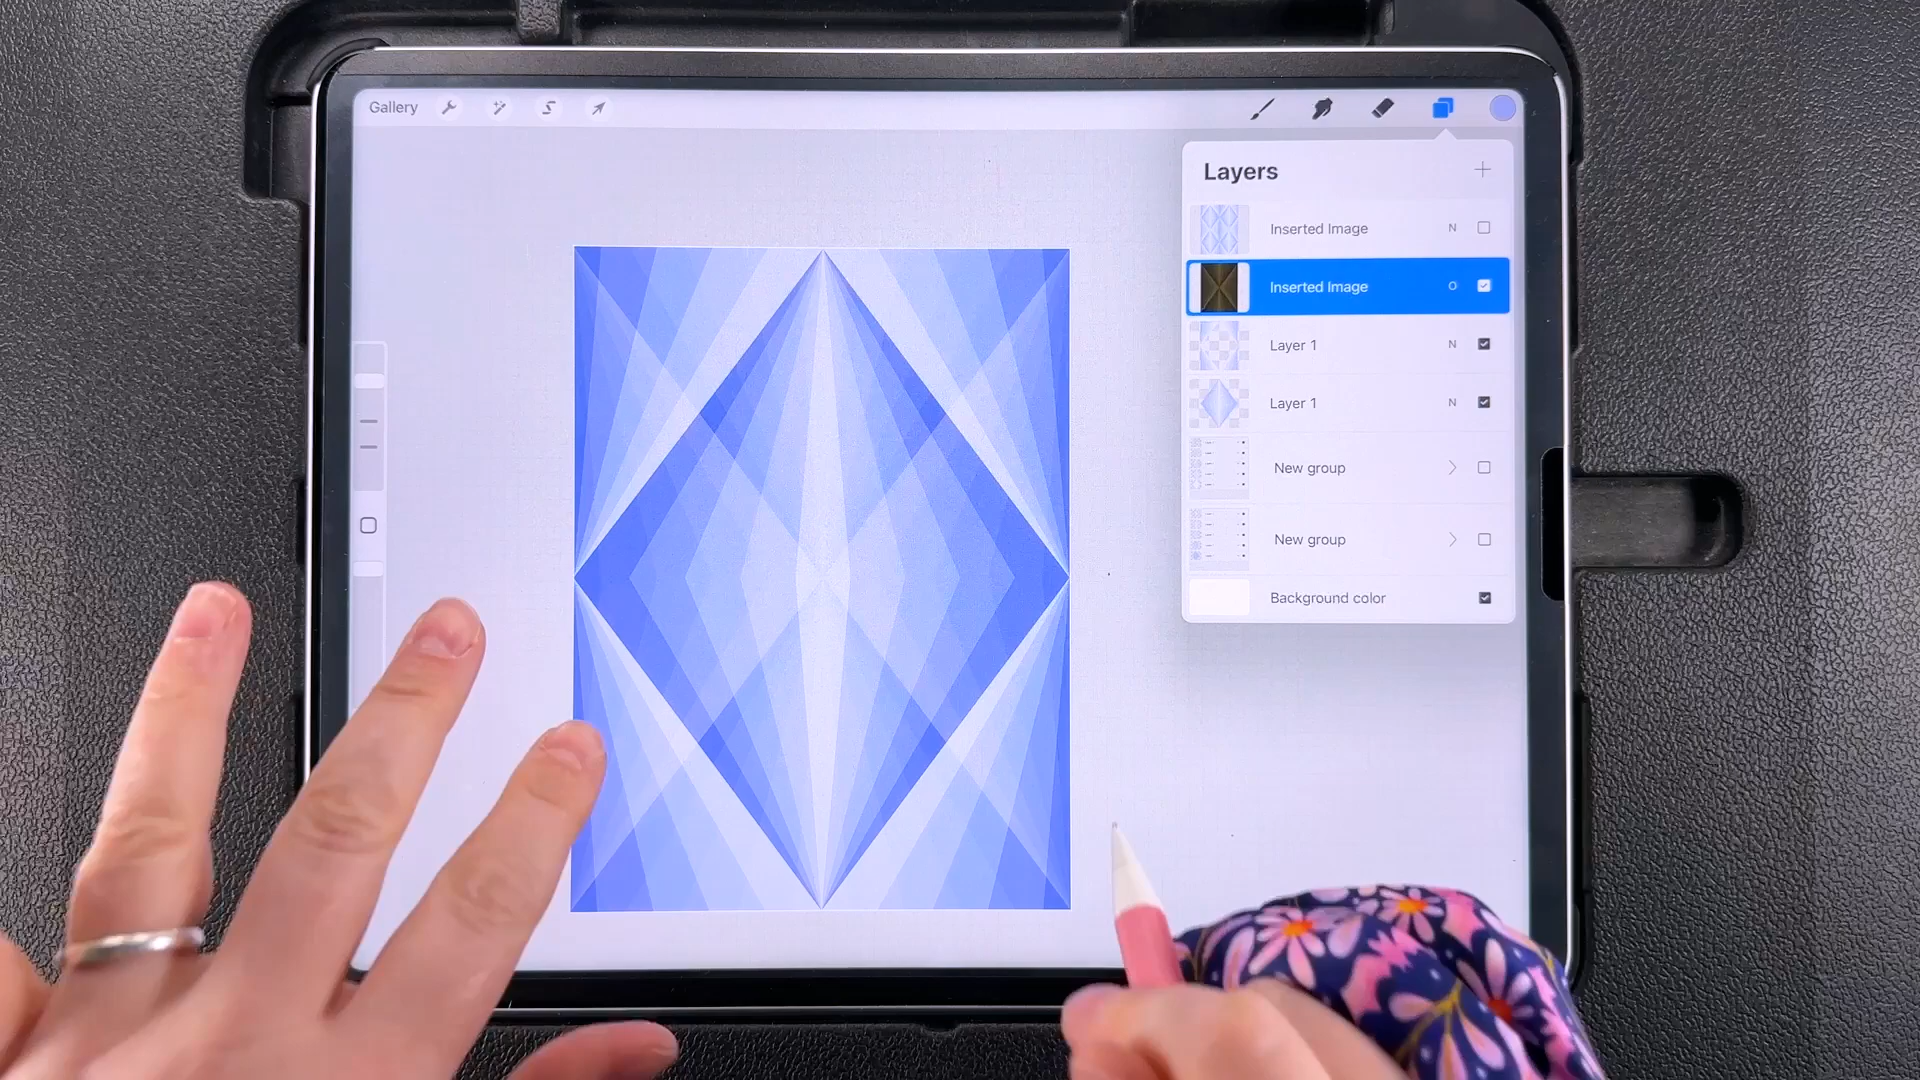 Gallery
Layers
Inserted Image N
Inserted Image O
Layer 1 N
Layer 1 N
New group
New group
Background color